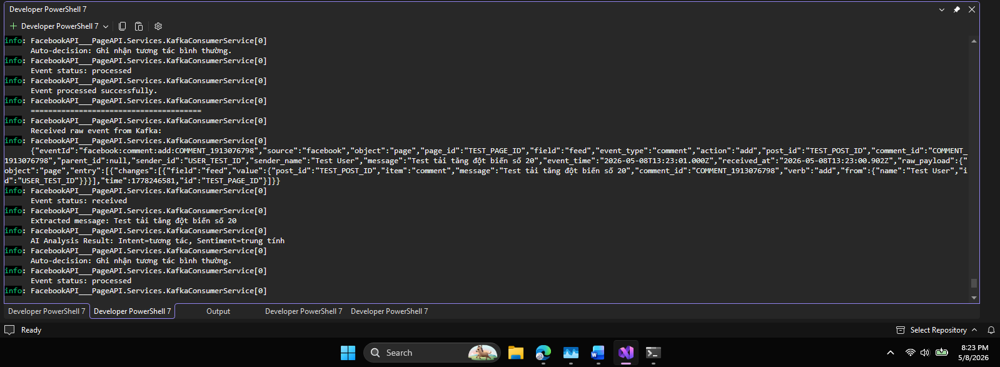 Developer PowerShell 7
Developer PowerShell 7
info: FacebookAPI___PageAPI.Services.KafkaConsumerService[0]
Auto-decision: Ghi nhận tương tác bình thường.
info: FacebookAPI___PageAPI.Services.KafkaConsumerService[0]
Event status: processed
info: FacebookAPI___PageAPI.Services.KafkaConsumerService[0]
Event processed successfully.
info: FacebookAPI___PageAPI.Services.KafkaConsumerService[0]
=======================================
info: FacebookAPI___PageAPI.Services.KafkaConsumerService[0]
Received raw event from Kafka:
info: FacebookAPI___PageAPI.Services.KafkaConsumerService[0]
{"eventId":"facebook:comment:add:COMMENT_1913076798","source":"facebook","object":"page","page_id":"TEST_PAGE_ID","field":"feed","event_type":"comment","action":"add","post_id":"TEST_POST_ID","comment_id":"COMMENT_
1913076798","parent_id":null,"sender_id":"USER_TEST_ID","sender_name":"Test User","message":"Test tải tăng đột biến số 20","event_time":"2026-05-08T13:23:01.000Z","received_at":"2026-05-08T13:23:00.902Z","raw_payload":{"
object":"page","entry":[{"changes":[{"field":"feed","value":{"post_id":"TEST_POST_ID","item":"comment","message":"Test tải tăng đột biến số 20","comment_id":"COMMENT_1913076798","verb":"add","from":{"name":"Test User","i
d":"USER_TEST_ID"}}}],"time":1778246581,"id":"TEST_PAGE_ID"}]}}
info: FacebookAPI___PageAPI.Services.KafkaConsumerService[0]
Event status: received
info: FacebookAPI___PageAPI.Services.KafkaConsumerService[0]
Extracted message: Test tải tăng đột biến số 20
info: FacebookAPI___PageAPI.Services.KafkaConsumerService[0]
AI Analysis Result: Intent=tương tác, Sentiment=trung tính
info: FacebookAPI___PageAPI.Services.KafkaConsumerService[0]
Auto-decision: Ghi nhận tương tác bình thường.
info: FacebookAPI___PageAPI.Services.KafkaConsumerService[0]
Event status: processed
info: FacebookAPI___PageAPI.Services.KafkaConsumerService[0]
Developer PowerShell 7 Developer PowerShell 7 Output Developer PowerShell 7 Developer PowerShell 7
Ready Select Repository
Search
8:23 PM
5/8/2026